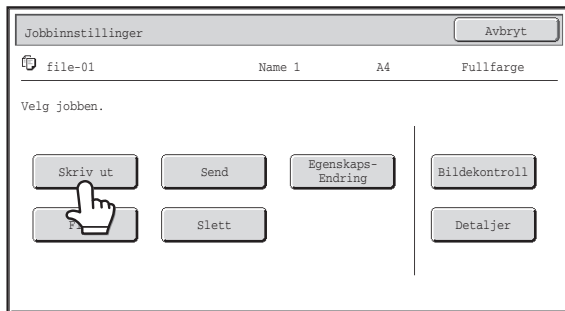 Jobbinnstillinger
Avbryt
file-01 Name 1 A4 Fullfarge
Velg jobben.
Skriv ut
Send
Egenskaps-
Endring
Bildekontroll
Slett
Detaljer